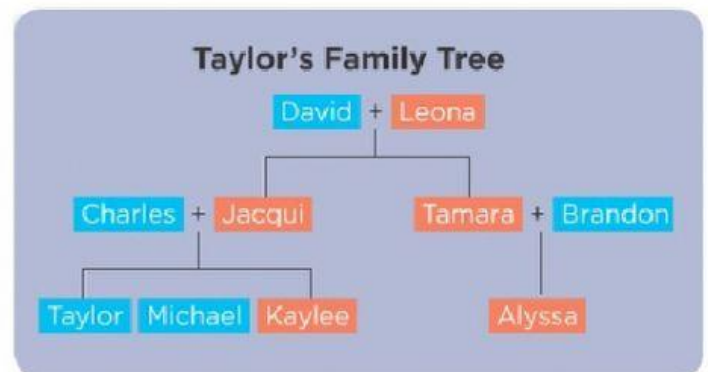 Taylor's Family Tree
David + Leona
Charles + Jacqui Tamara + Brandon
Taylor Michael Kaylee Alyssa